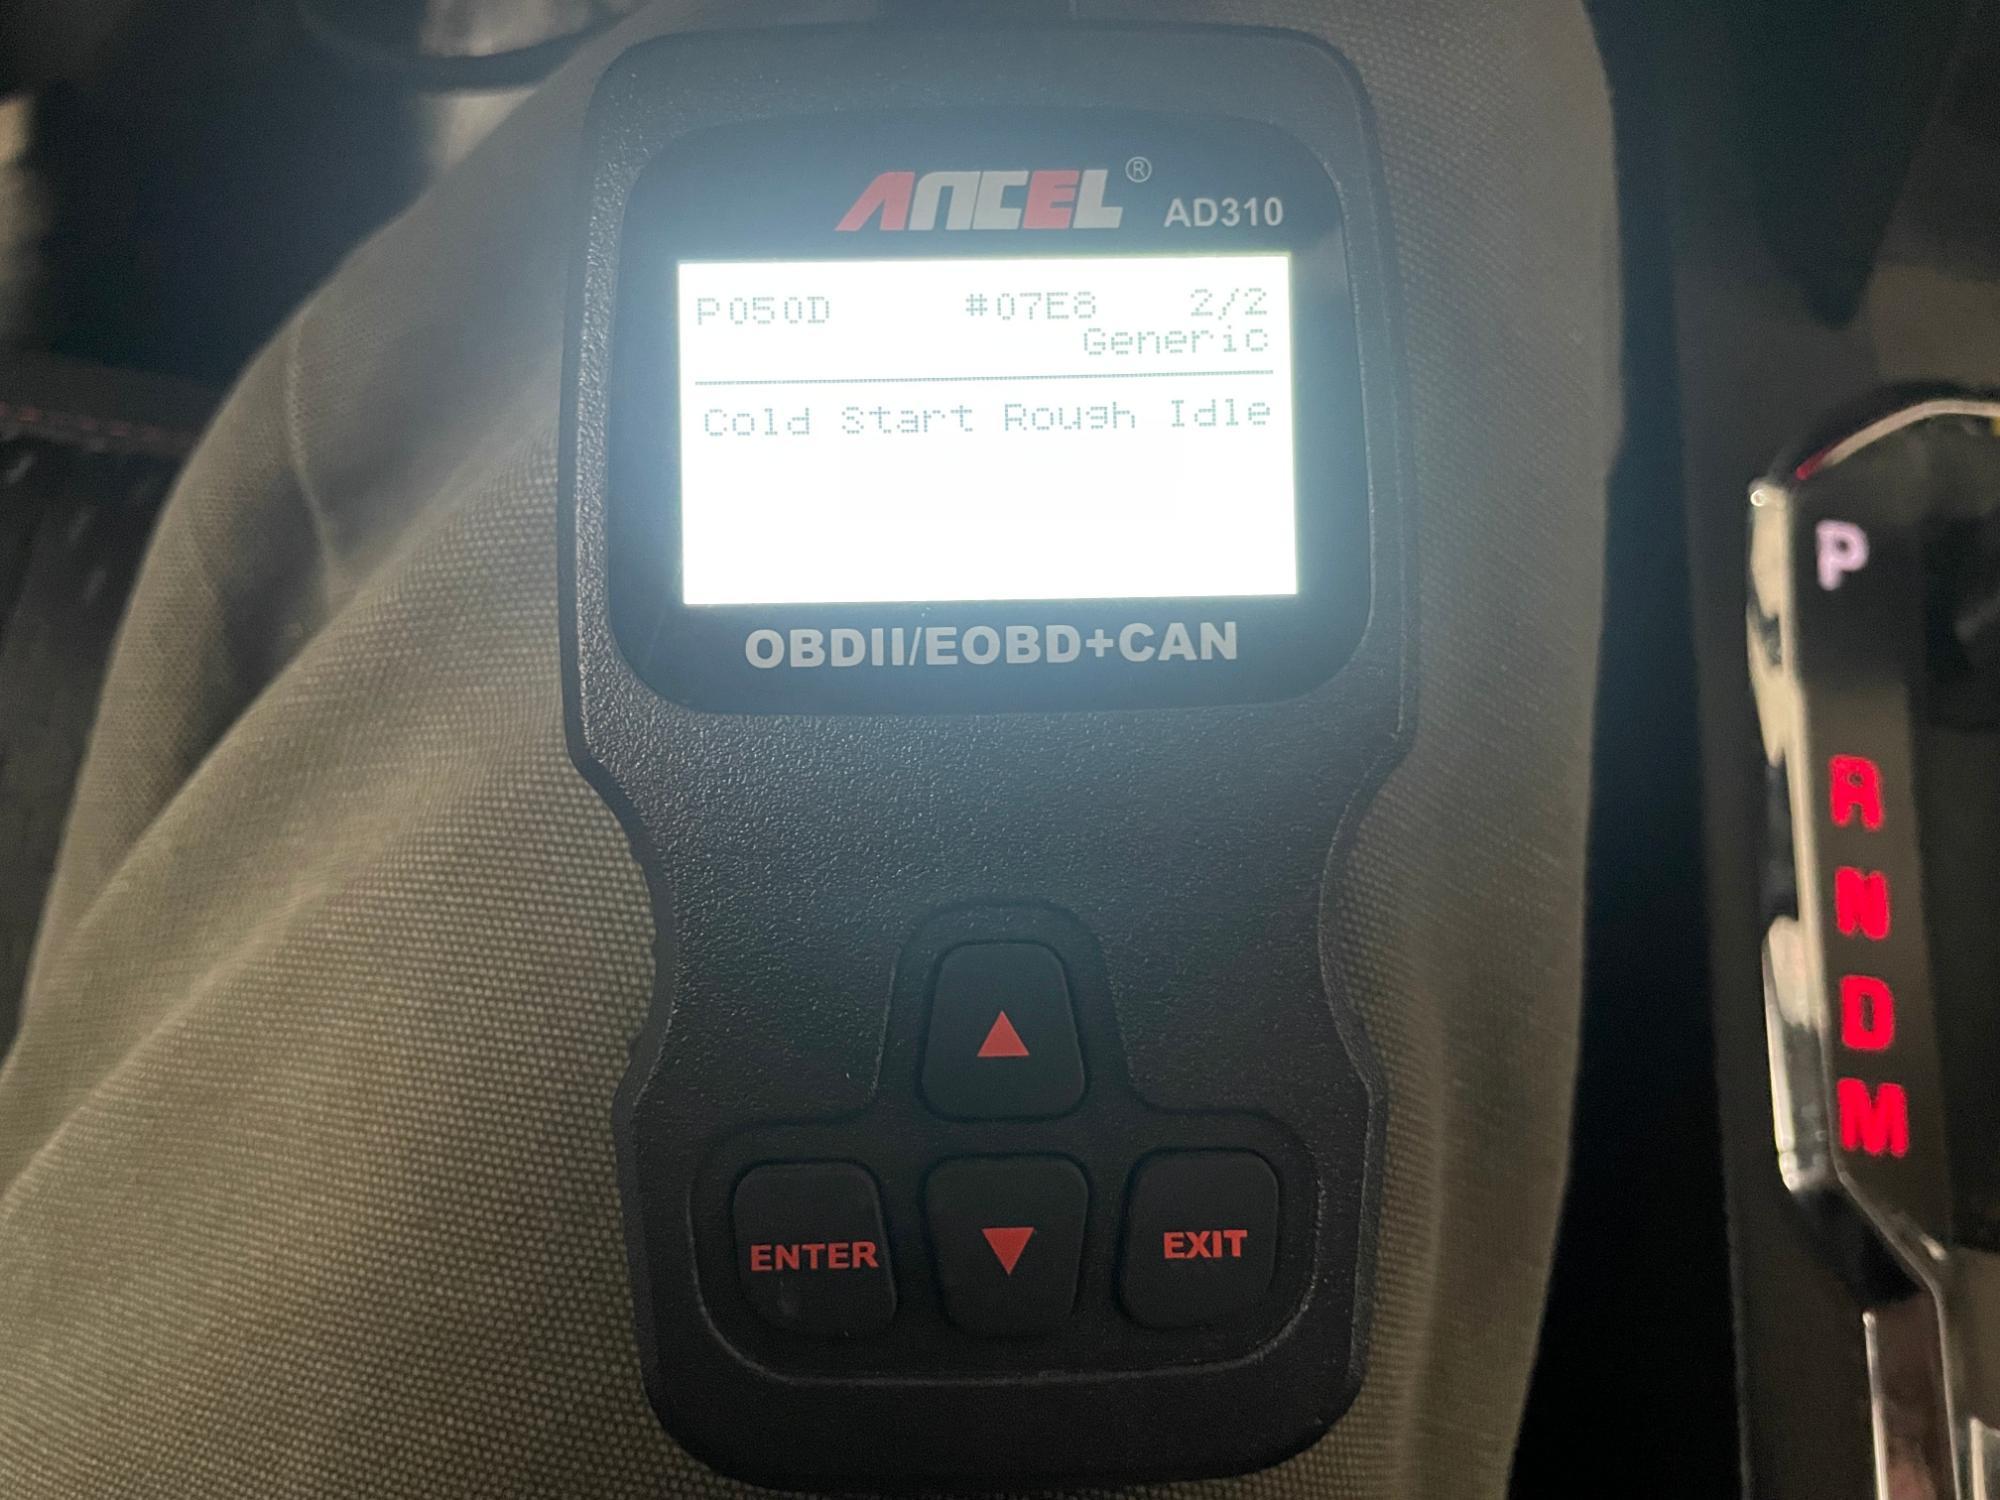 ANCEL® AD310
P050D #07E8 2/2
Generic
Cold Start Rough Idle
OBDII/EOBD+CAN
ENTER
EXIT
P
R
N
D
M